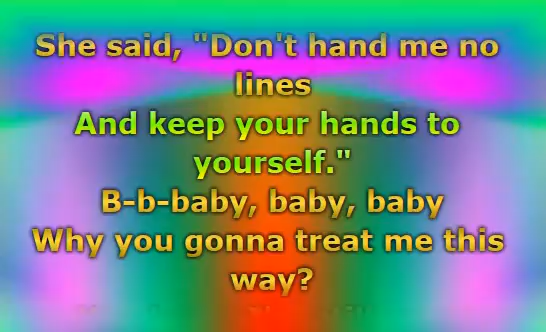 She said, "Don't hand me no
lines
And keep your hands to
yourself."
B-b-baby, baby, baby
Why you gonna treat me this
way?